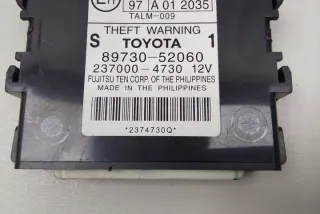 97 A 01 2035
TALM-009
THEFT WARNING
S TOYOTA 1
89730-52060
237000-4730 12V
FUJITSU TEN CORP. OF THE PHILIPPINES
MADE IN THE PHILIPPINES
*2374730Q*